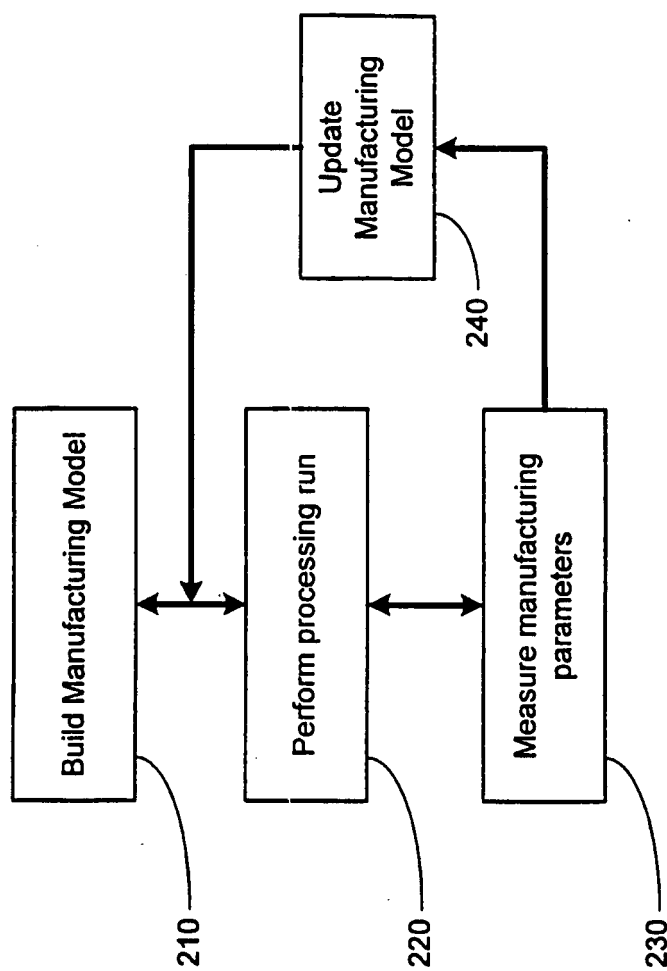 Build Manufacturing Model
210
Perform processing run
220
Measure manufacturing
parameters
230
Update
Manufacturing
Model
240